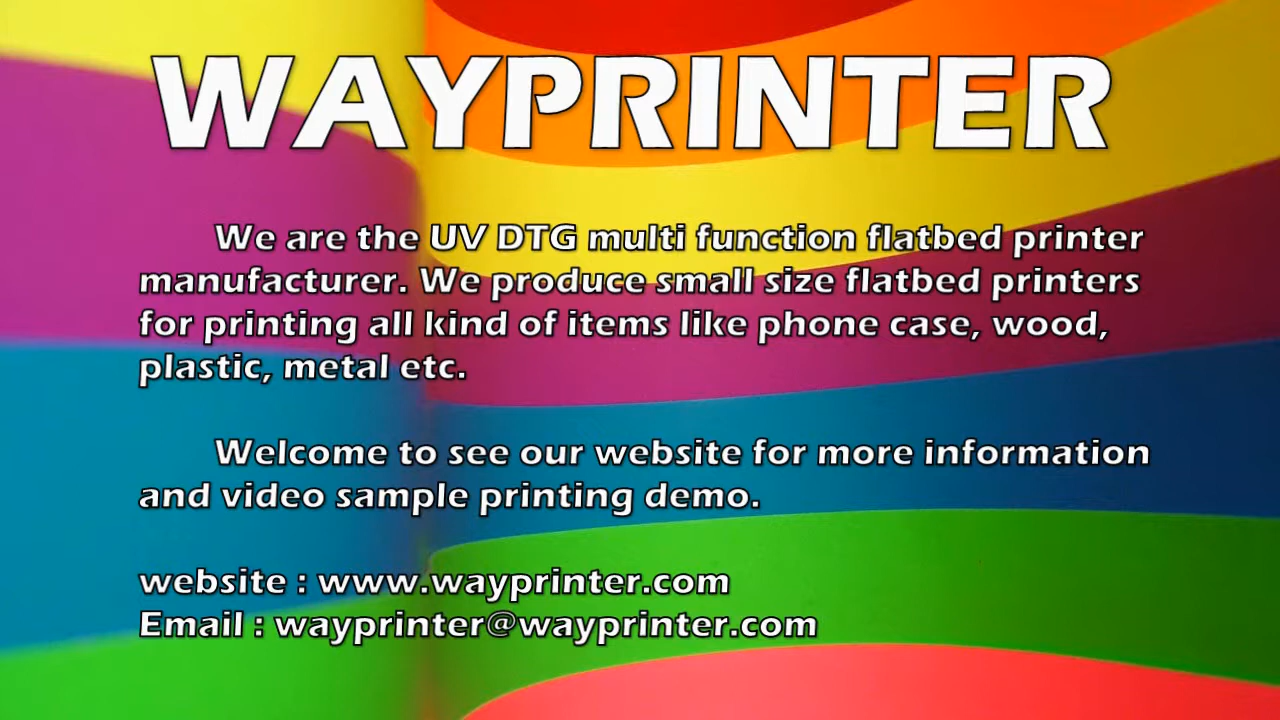 WAYPRINTER
We are the UV DTG multi function flatbed printer
manufacturer. We produce small size flatbed printers
for printing all kind of items like phone case, wood,
plastic, metal etc.
Welcome to see our website for more information
and video sample printing demo.
website : www.wayprinter.com
Email : wayprinter@wayprinter.com